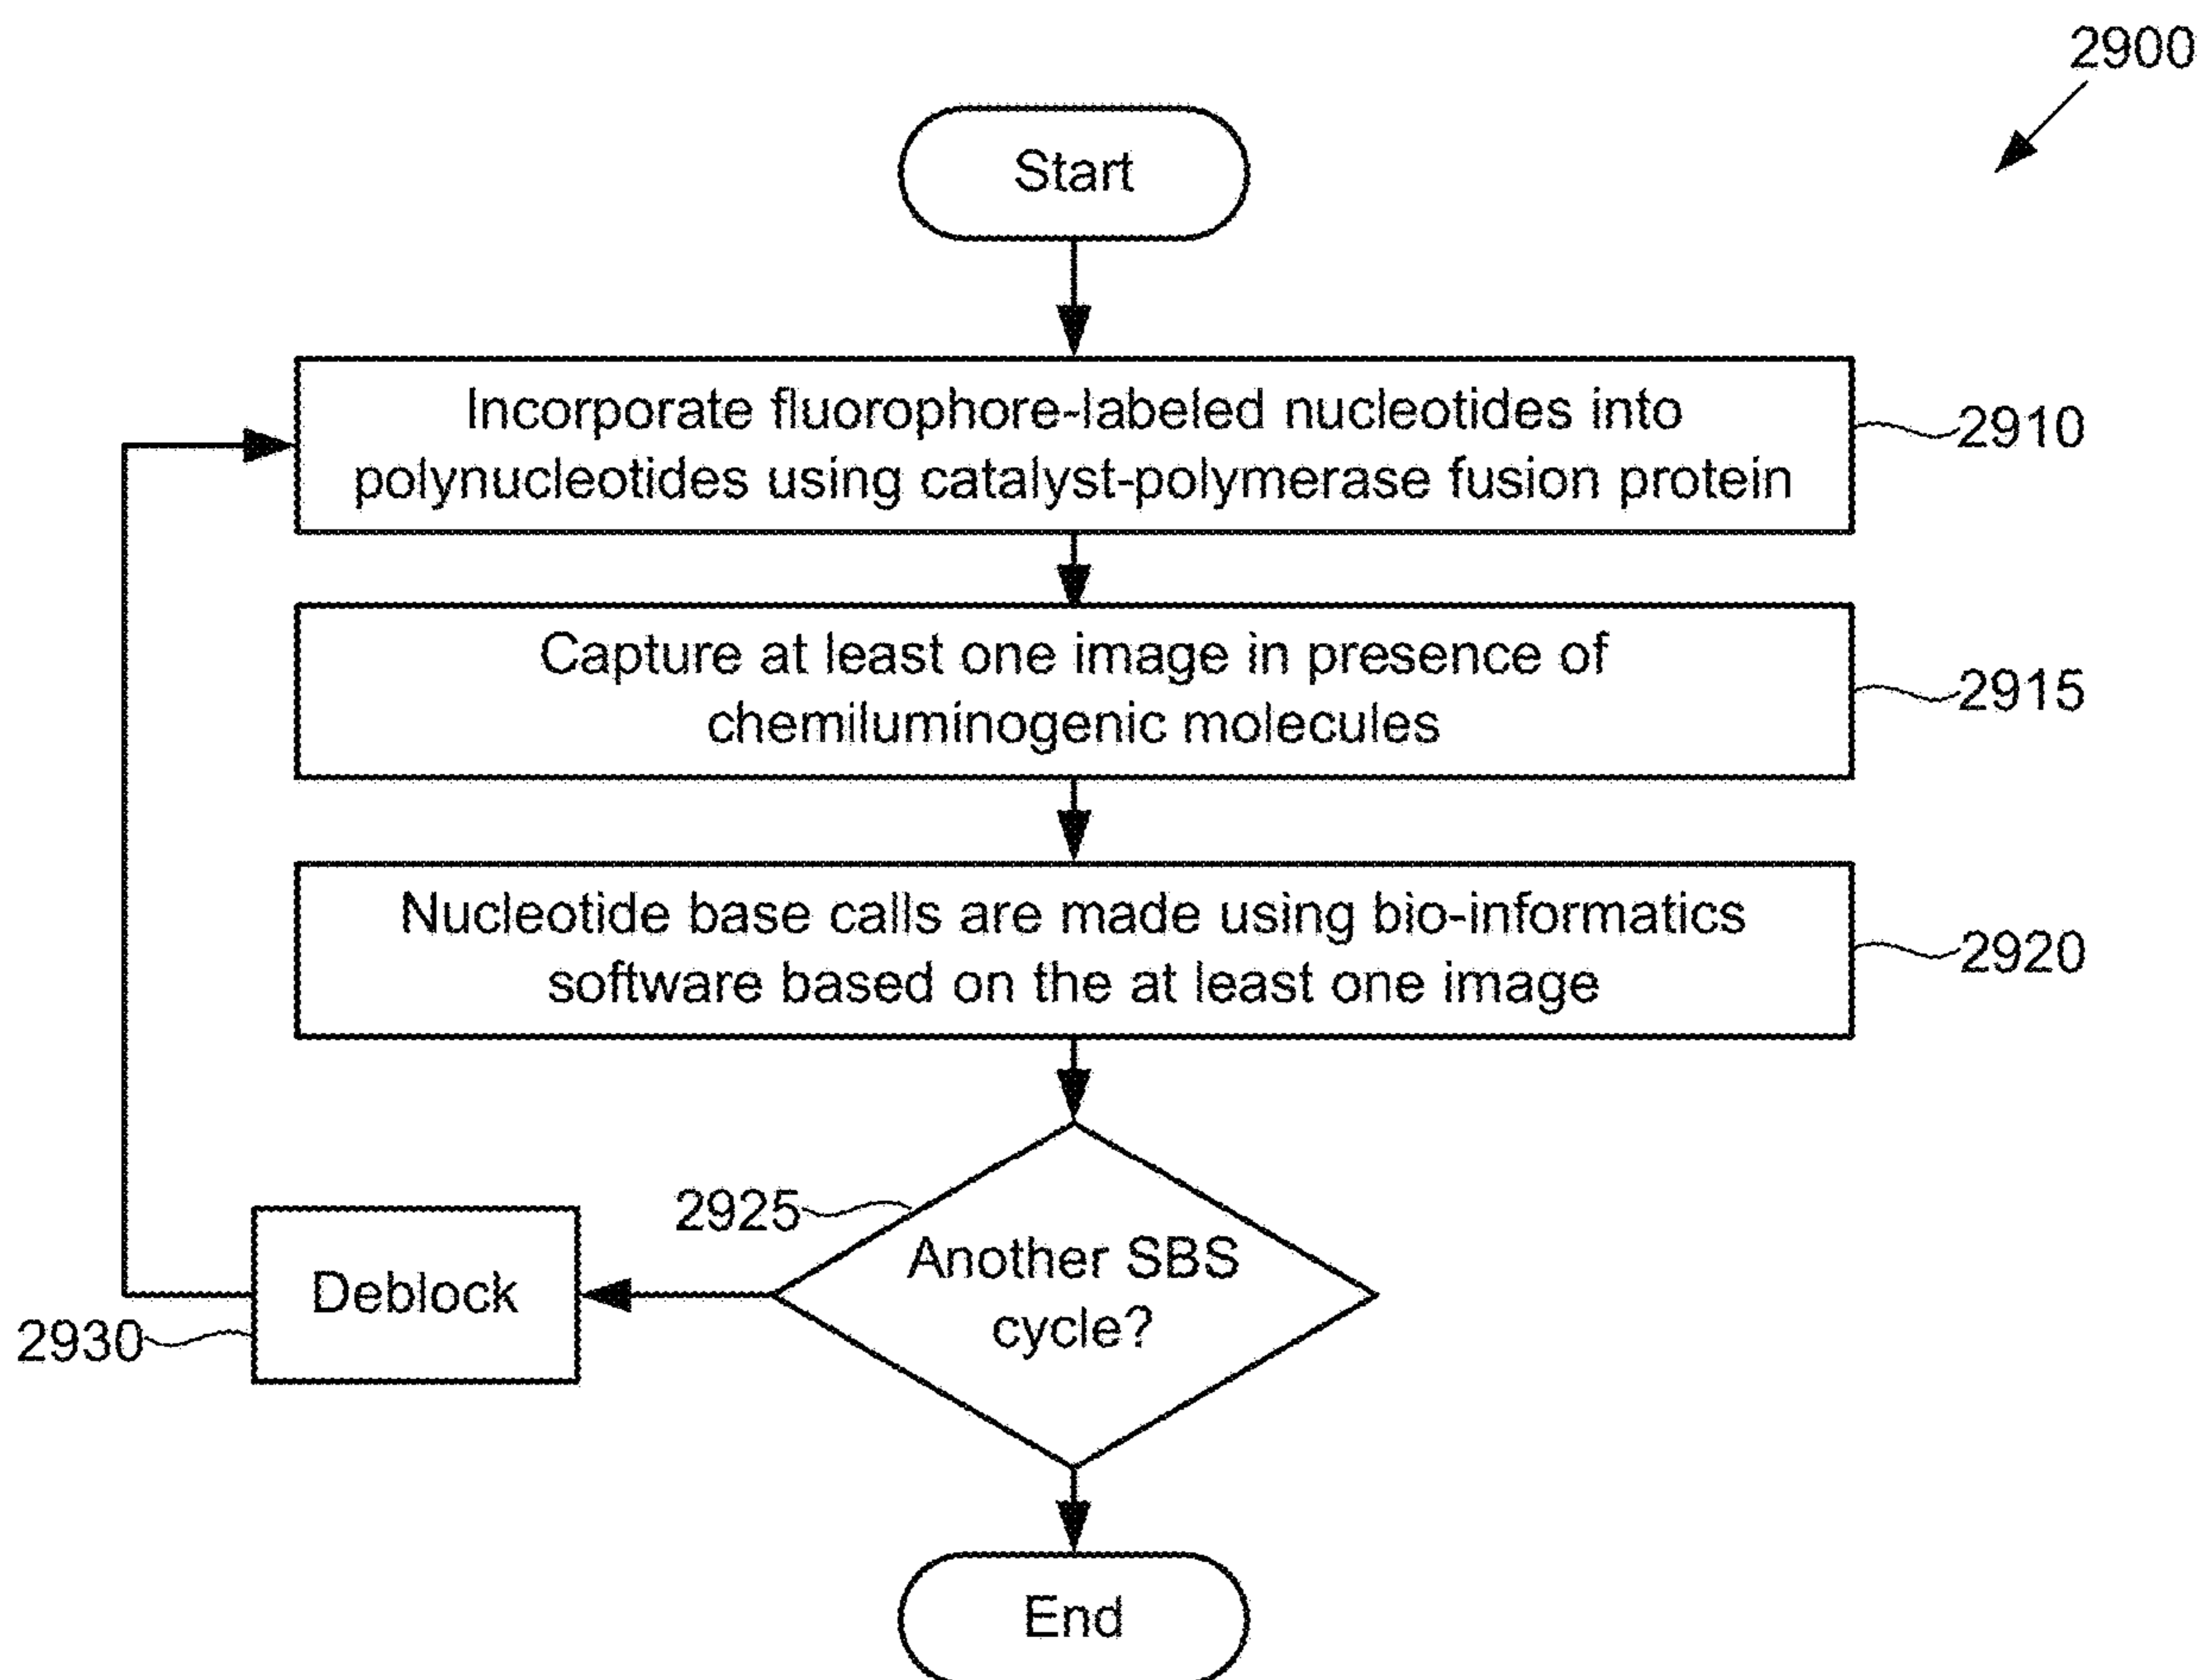 2900
Start
Incorporate fluorophore-labeled nucleotides into
polynucleotides using catalyst-polymerase fusion protein
2910
Capture at least one image in presence of
chemiluminogenic molecules
2915
Nucleotide base calls are made using bio-informatics
software based on the at least one image
2920
2925
Another SBS
cycle?
Deblock
2930
End